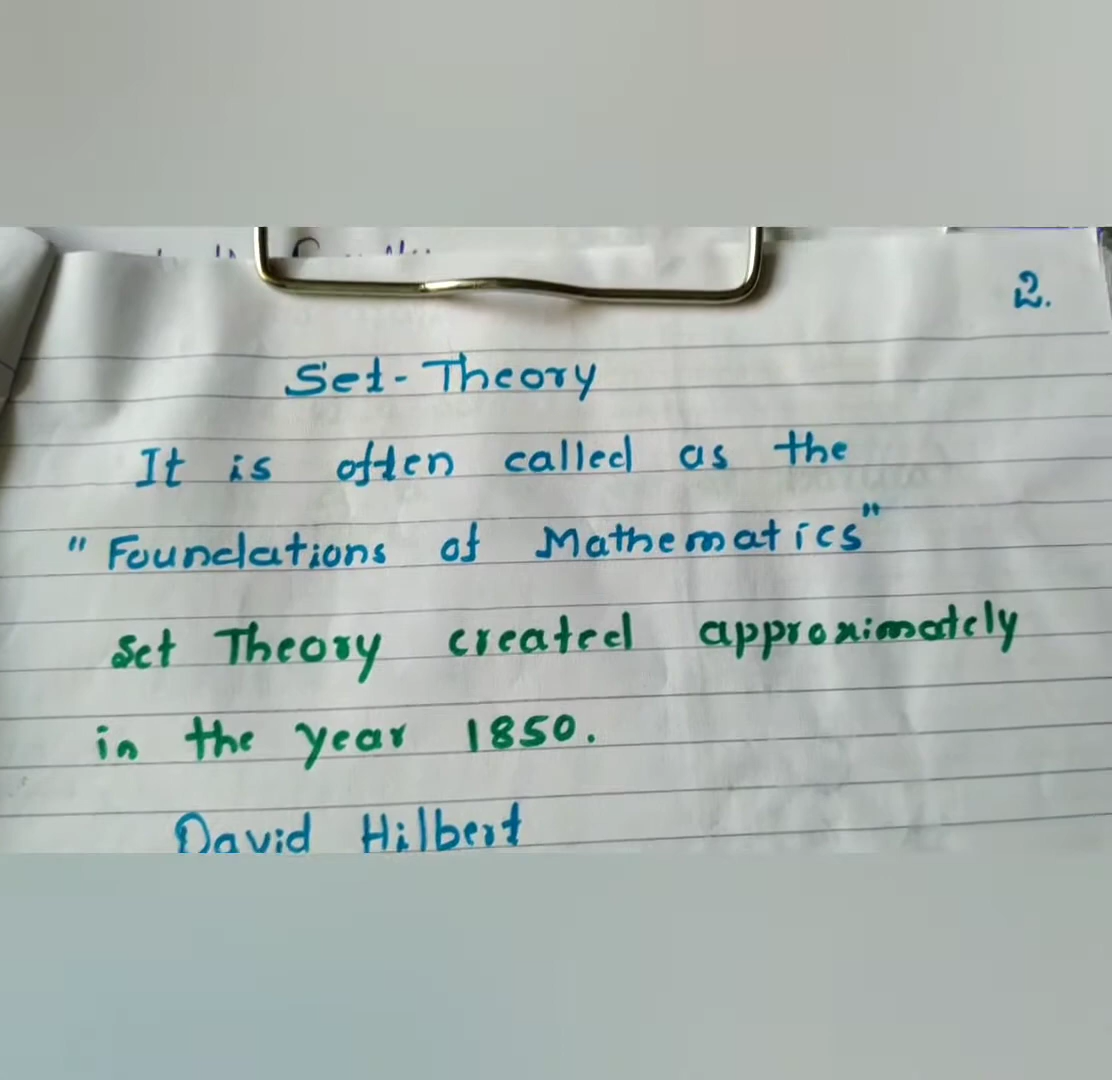 2.
Set-Theory
It is often called as the
"Foundations of Mathematics"
Set Theory created approximately
in the year 1850.
David Hilbert